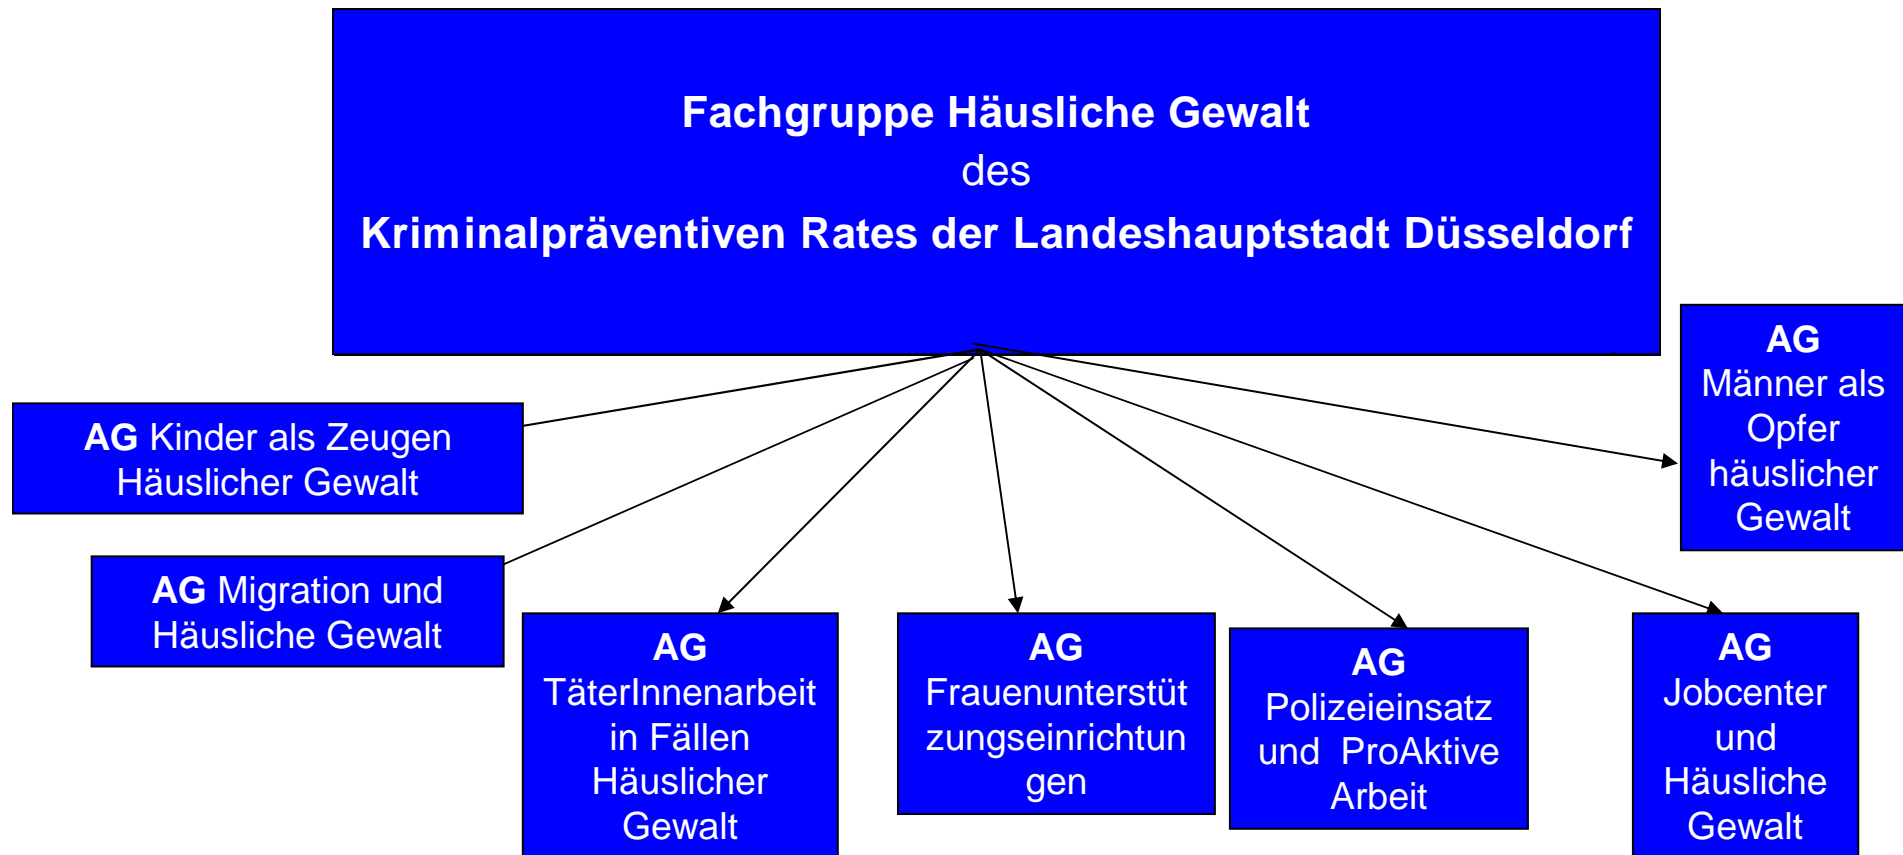 Fachgruppe Häusliche Gewalt
des
Kriminalpräventiven Rates der Landeshauptstadt Düsseldorf
AG Kinder als Zeugen
Häuslicher Gewalt
AG Migration und
Häusliche Gewalt
AG
TäterInnenarbeit
in Fällen
Häuslicher
Gewalt
AG
Frauenunterstüt
zungseinrichtun
gen
AG
Polizeieinsatz
und ProAktive
Arbeit
AG
Jobcenter
und
Häusliche
Gewalt
AG
Männer als
Opfer
häuslicher
Gewalt